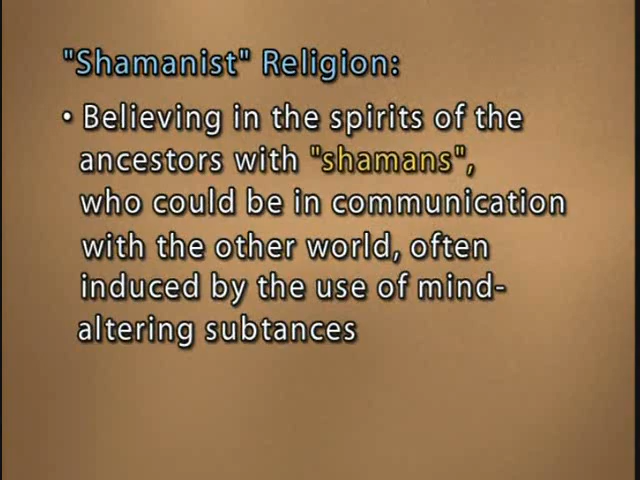 "Shamanist" Religion:
• Believing in the spirits of the
ancestors with "shamans",
who could be in communication
with the other world, often
induced by the use of mind-
altering subtances